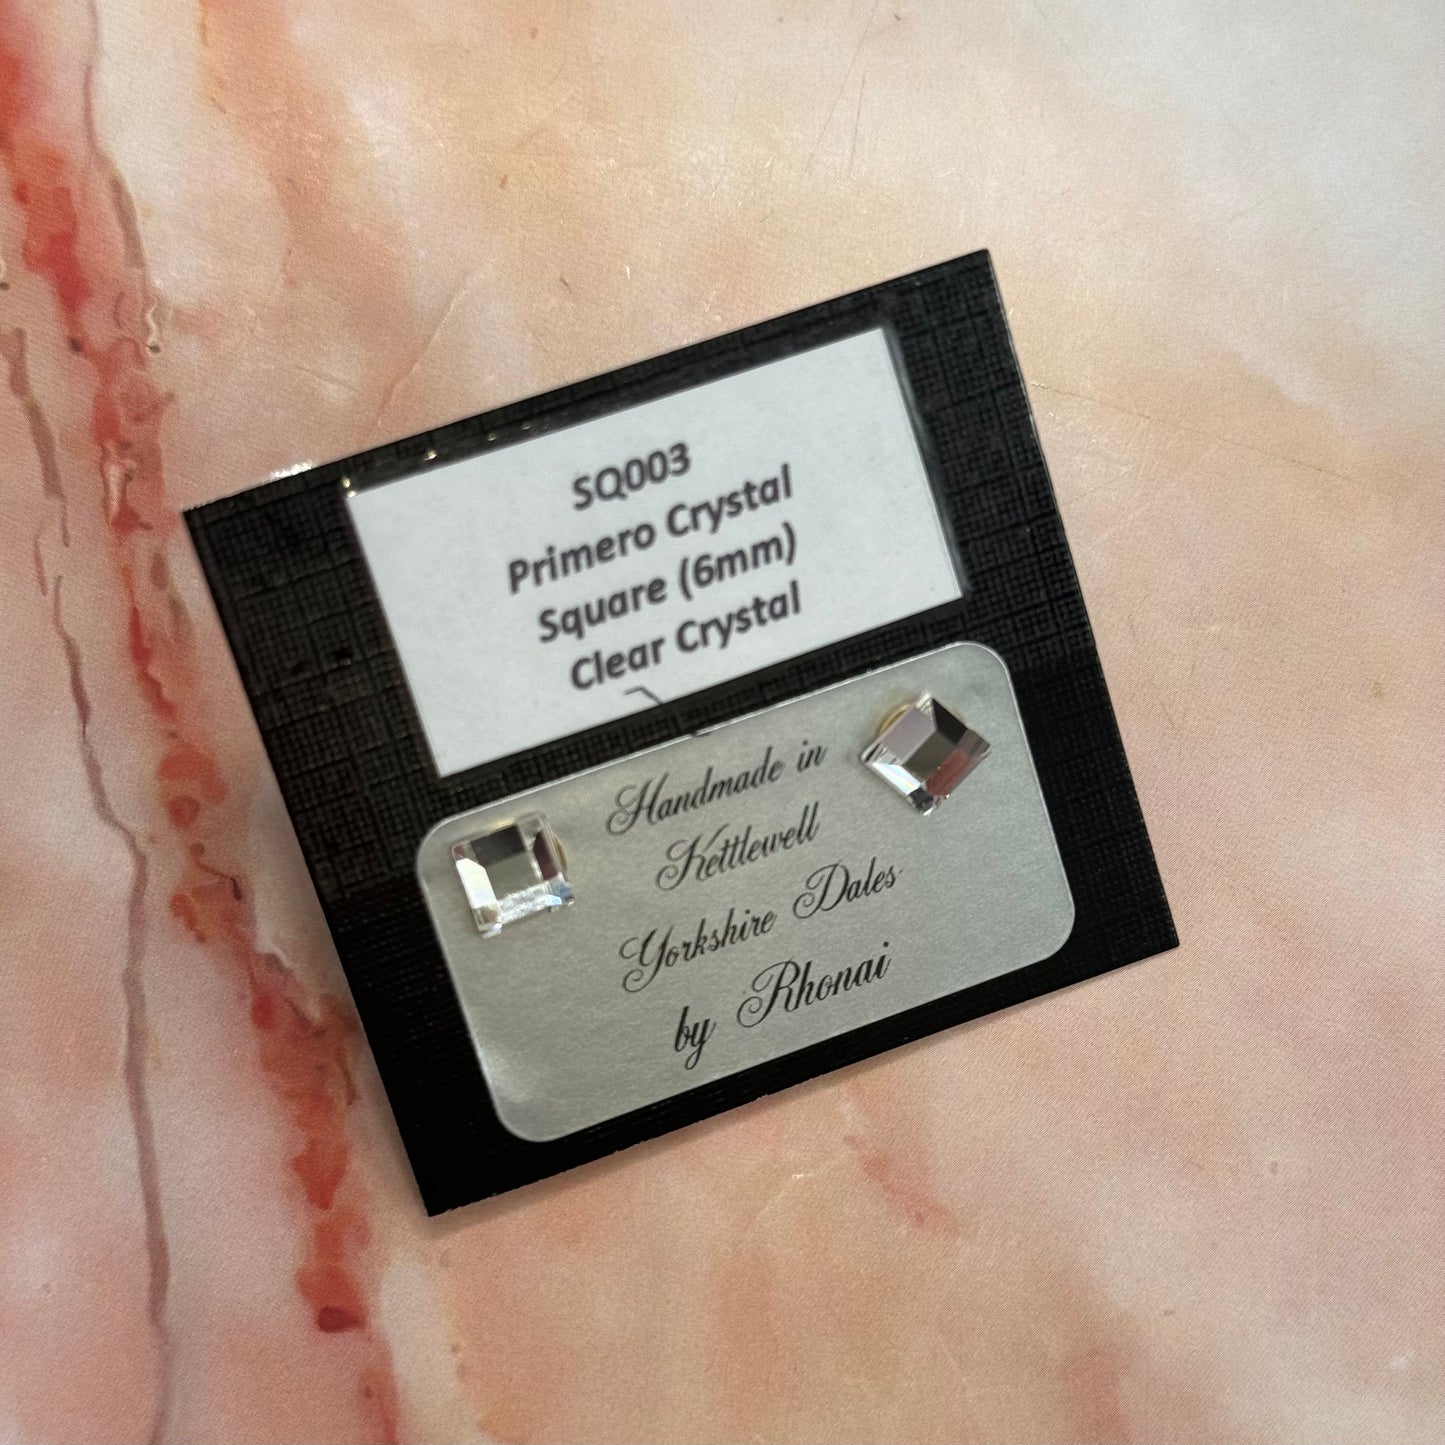 SQ003
Primero Crystal
Square (6mm)
Clear Crystal
Handmade in
Kettlewell
Yorkshire Dales
by Rhonai